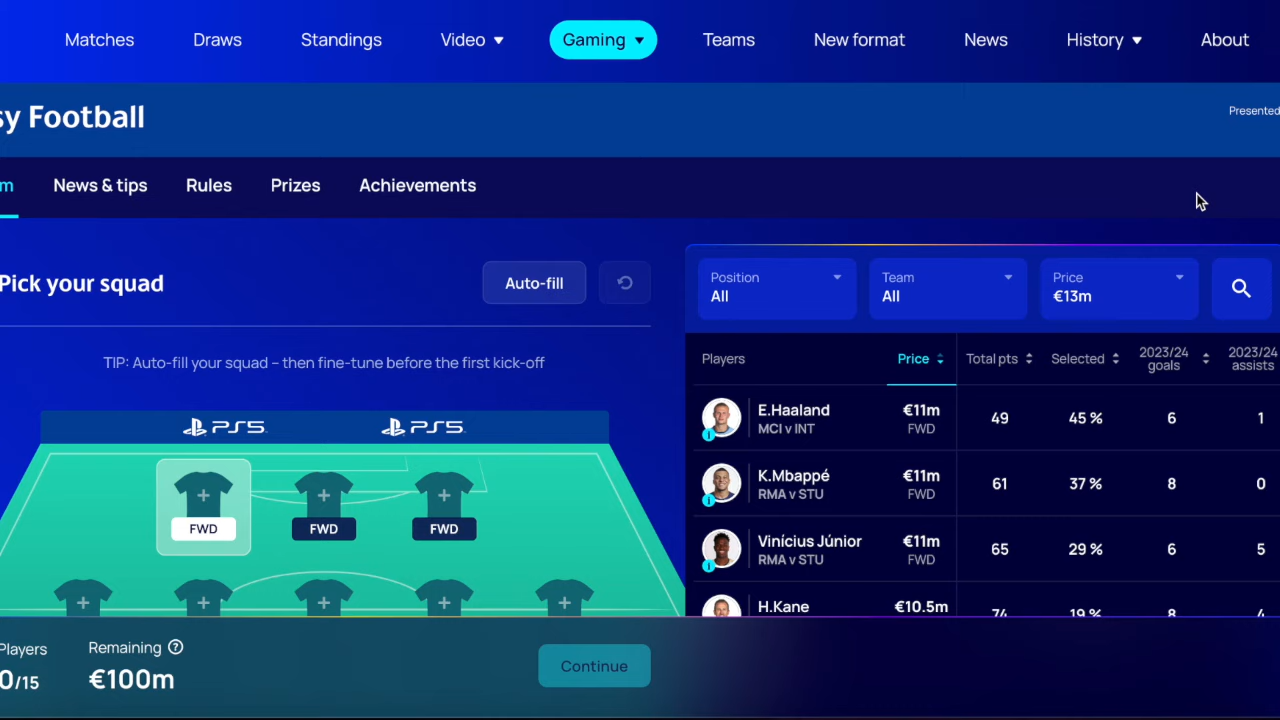 Matches Draws Standings Video Gaming Teams New format News History About
sy Football
Presented
m News & tips Rules Prizes Achievements
Pick your squad Auto-fill
Position Team Price
All All €13m
TIP: Auto-fill your squad – then fine-tune before the first kick-off
Players Price Total pts Selected 2023/24 goals 2023/24 assists
PS5 PS5
E.Haaland €11m 49 45 % 6 1
MCI v INT FWD
K.Mbappé €11m 61 37 % 8 0
RMA v STU FWD
FWD FWD FWD
Vinícius Júnior €11m 65 29 % 6 5
RMA v STU FWD
H.Kane €10.5m 74 19 % 8 4
Players Remaining ?
0/15 €100m
Continue